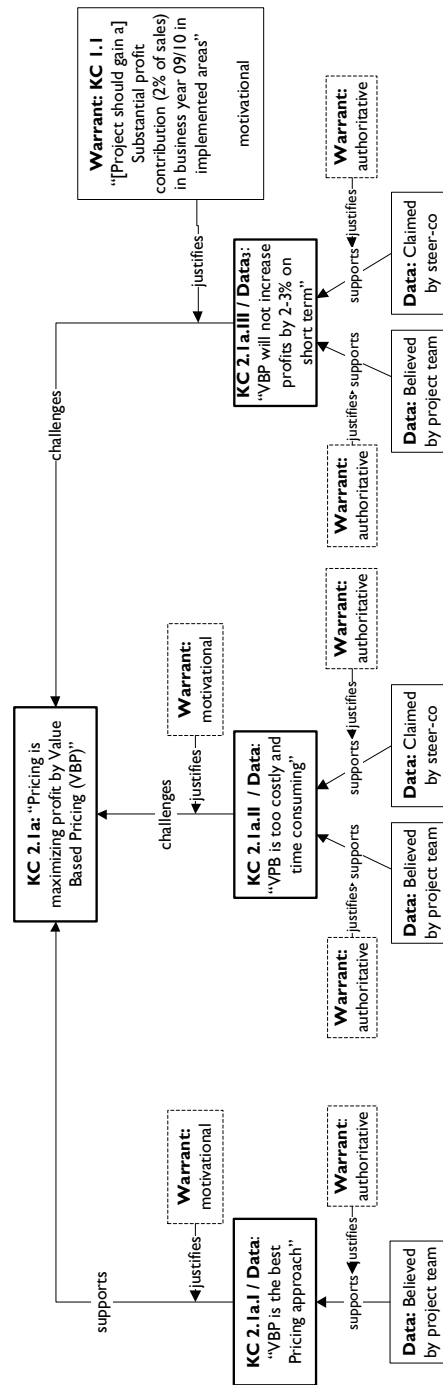 KC 2.1a: “Pricing is
maximizing profit by Value
Based Pricing (VBP)”
supports
challenges
challenges
Warrant:
motivational
justifies
Warrant:
motivational
justifies
Warrant: KC 1.1
“[Project should gain a]
Substantial profit
contribution (2% of sales)
in business year 09/10 in
implemented areas”
motivational
justifies
KC 2.1a.I / Data:
“VBP is the best
Pricing approach”
KC 2.1a.II / Data:
“VPB is too costly and
time consuming”
KC 2.1a.III / Data3:
“VBP will not increase
profits by 2-3% on
short term”
Warrant:
authoritative
supports
justifies
Data: Believed
by project team
Warrant:
authoritative
justifies
supports
Data: Believed
by project team
Warrant:
authoritative
supports
justifies
Data: Claimed
by steer-co
Warrant:
authoritative
justifies
supports
Data: Believed
by project team
Warrant:
authoritative
supports
justifies
Data: Claimed
by steer-co